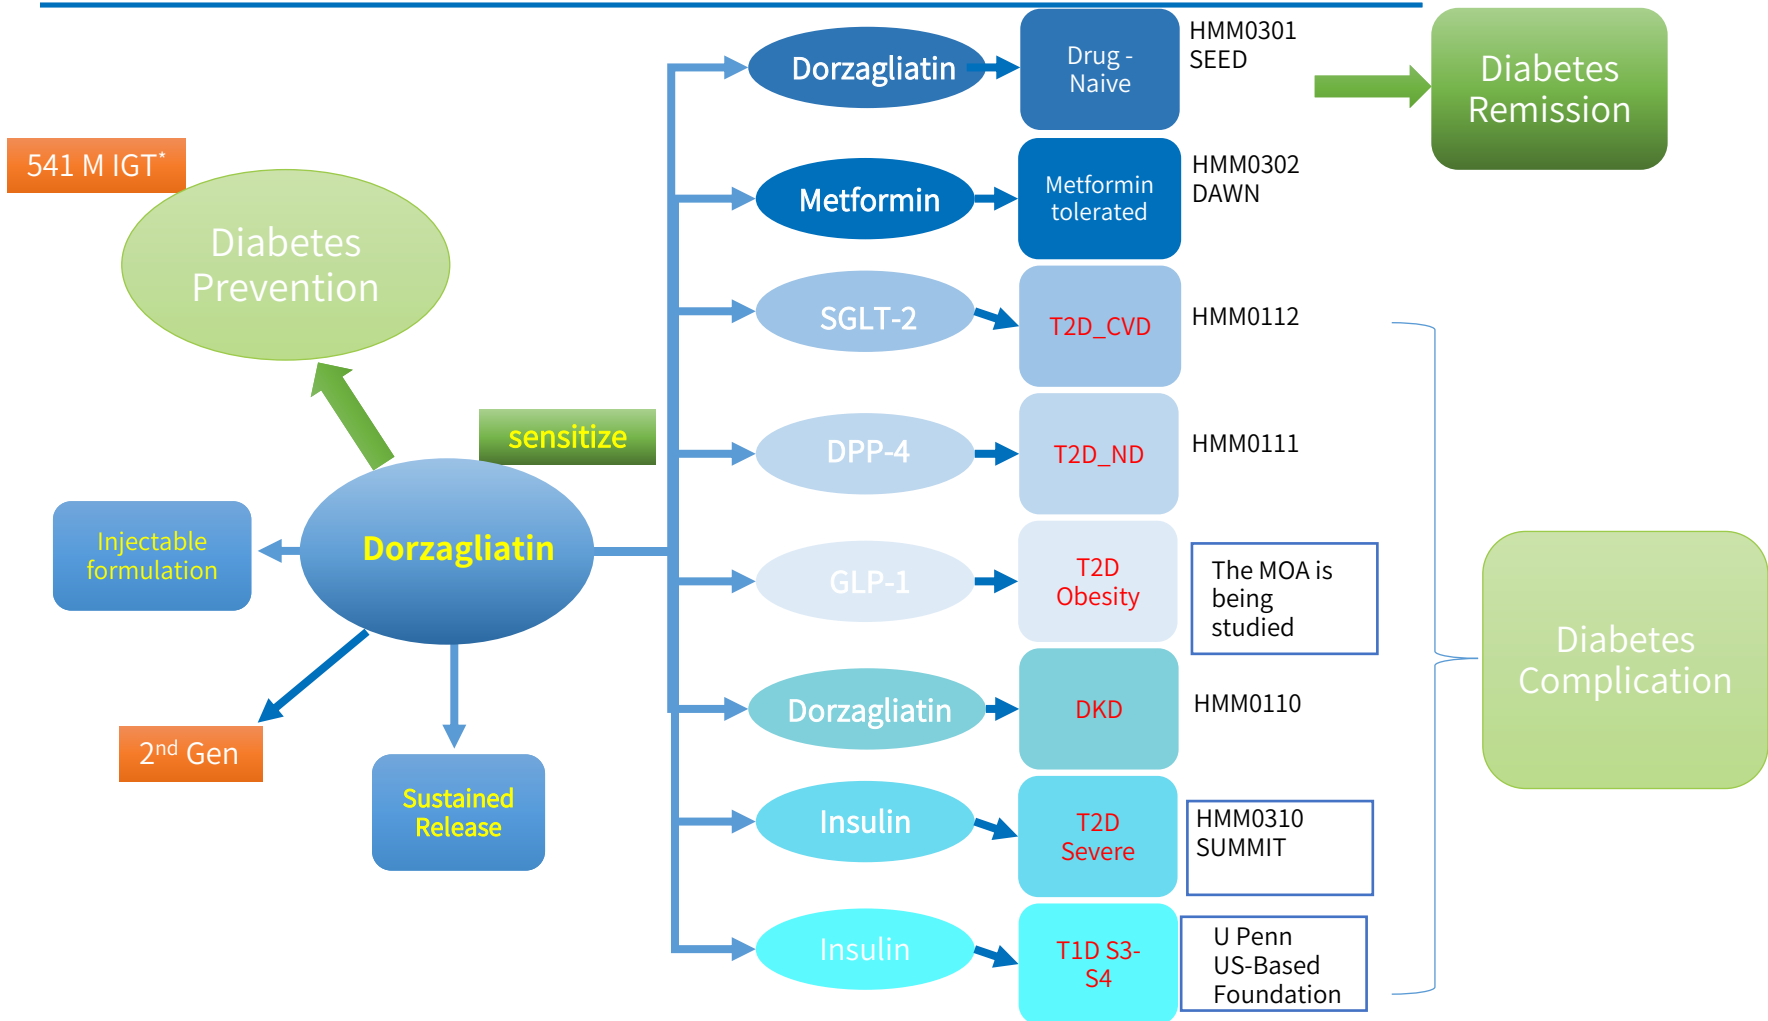 541 M IGT*
Diabetes
Prevention
sensitize
Dorzagliatin
Injectable
formulation
2nd Gen
Sustained
Release
Dorzagliatin
Drug -
Naive
HMM0301
SEED
Diabetes
Remission
Metformin
Metformin
tolerated
HMM0302
DAWN
SGLT-2
T2D_CVD
HMM0112
DPP-4
T2D_ND
HMM0111
GLP-1
T2D
Obesity
The MOA is
being
studied
Dorzagliatin
DKD
HMM0110
Insulin
T2D
Severe
HMM0310
SUMMIT
Insulin
T1D S3-
S4
U Penn
US-Based
Foundation
Diabetes
Complication